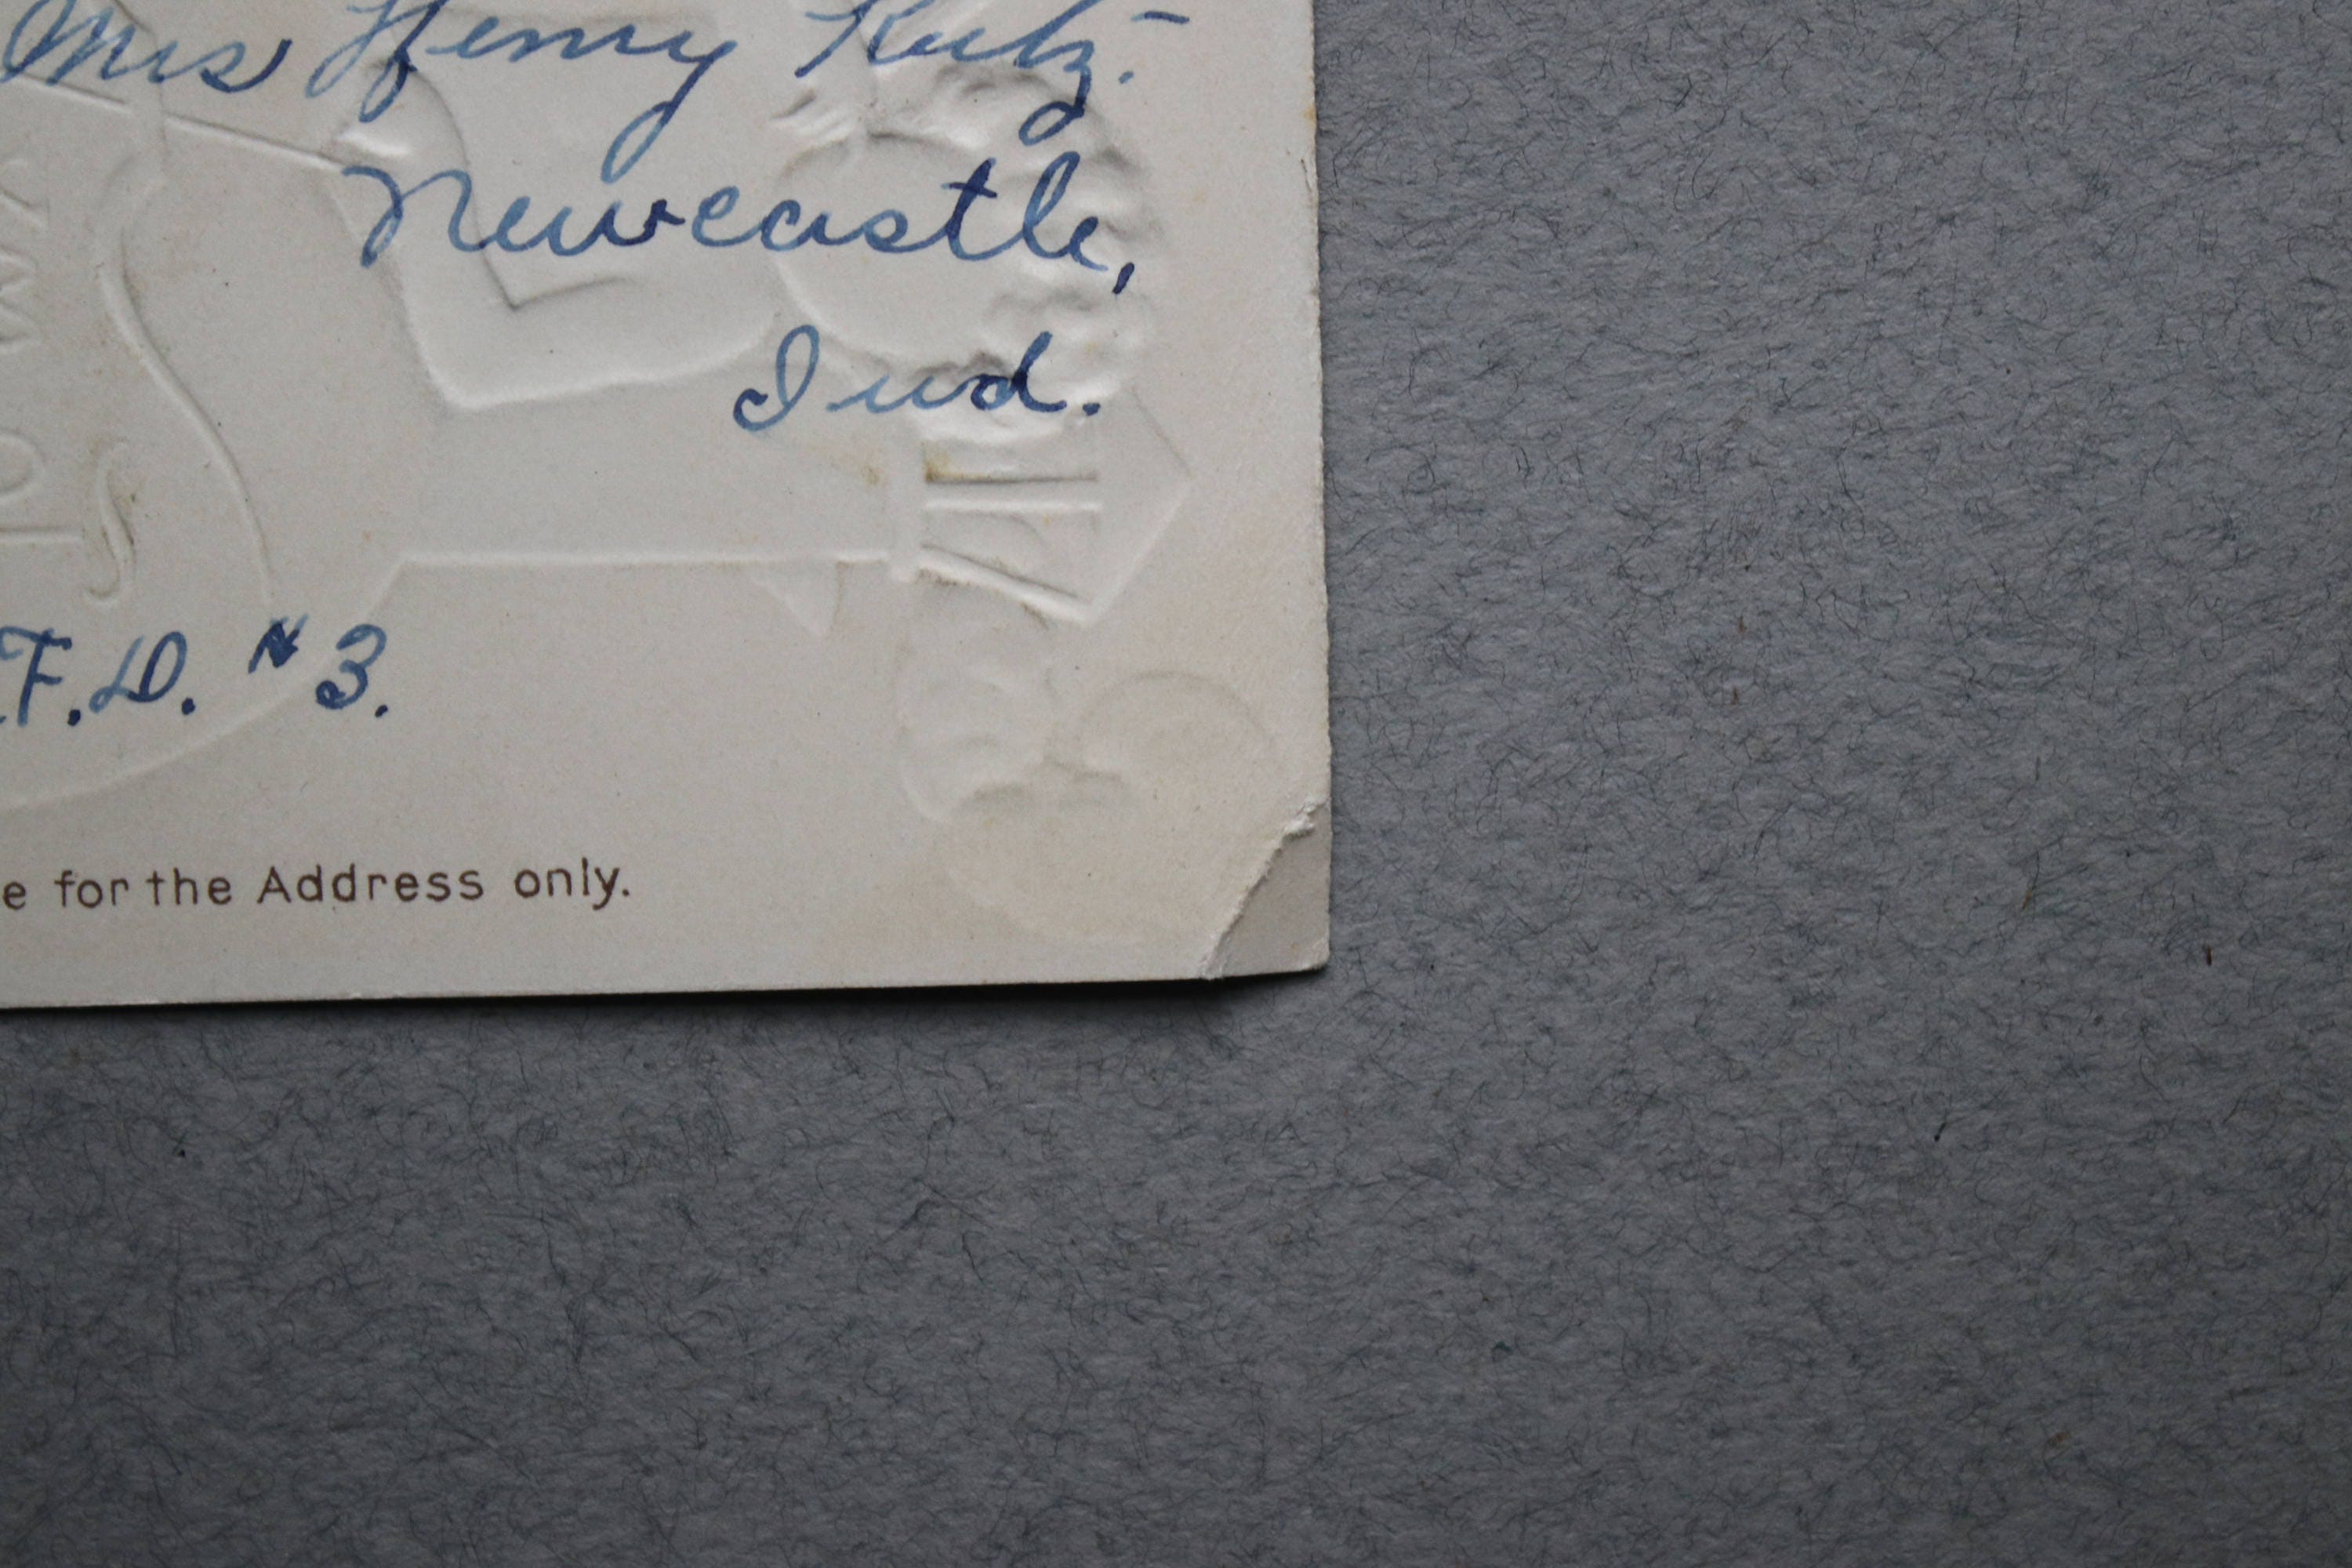 Mrs Henry Kutz.
Newcastle,
Ind.
F.D. # 3.
e for the Address only.